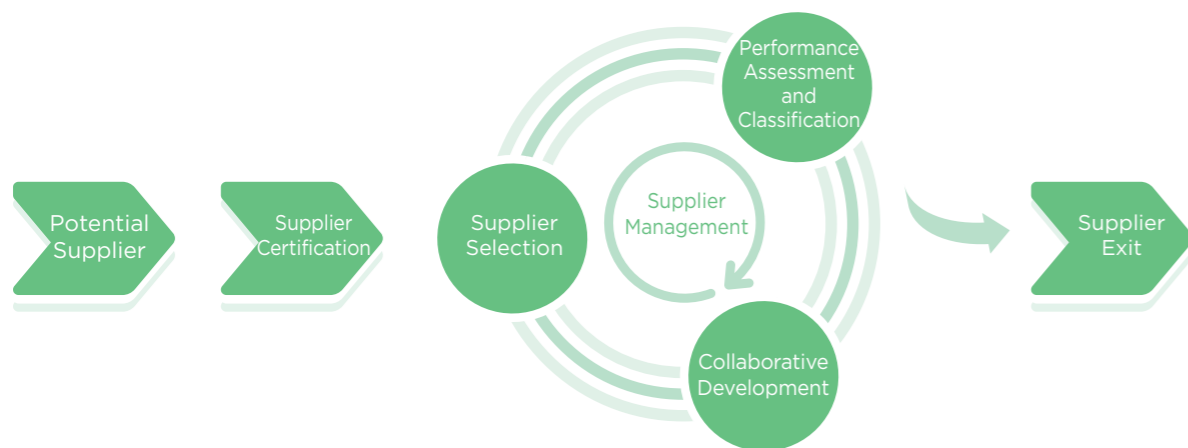 Potential
Supplier
Supplier
Certification
Supplier
Selection
Supplier
Management
Performance
Assessment
and
Classification
Collaborative
Development
Supplier
Exit